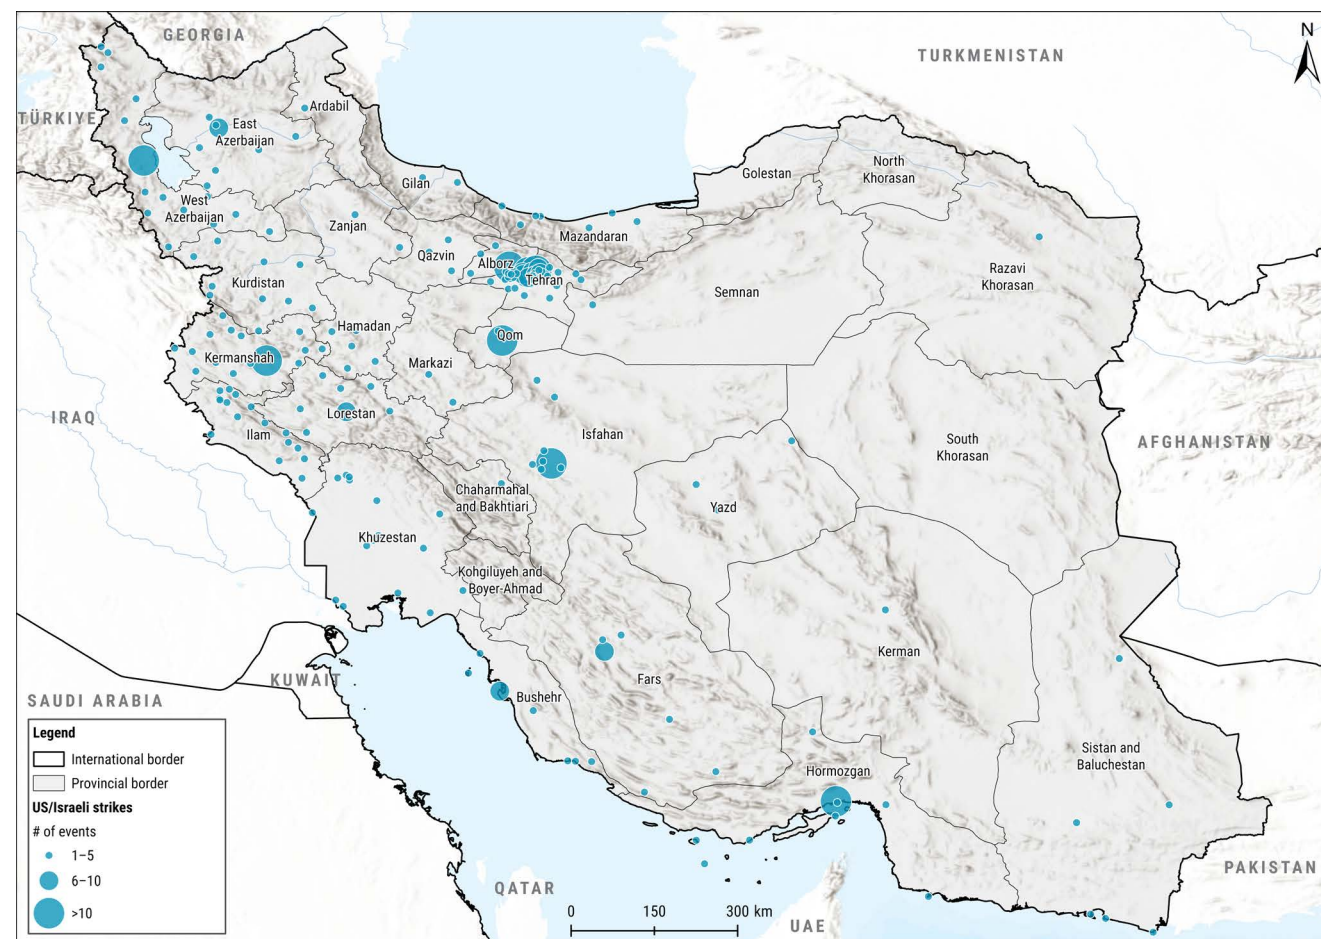 GEORGIA
N
TURKMENISTAN
Ardabil
TÜRKIYE
East
Azerbaijan
North
Khorasan
Golestan
Gilan
West
Azerbaijan
Zanjan
Mazandaran
Qazvin
Alborz
Tehran
Razavi
Khorasan
Kurdistan
Semnan
Hamadan
Qom
Kermanshah
Markazi
IRAQ
Lorestan
Ilam
Isfahan
South
Khorasan
AFGHANISTAN
Chaharmahal
and Bakhtiari
Yazd
Khuzestan
Kohgiluyeh and
Boyer-Ahmad
Kerman
KUWAIT
Fars
SAUDI ARABIA
Bushehr
Sistan and
Baluchestan
Hormozgan
PAKISTAN
QATAR
UAE
Legend
International border
Provincial border
US/Israeli strikes
# of events
1–5
6–10
>10
0 150 300 km